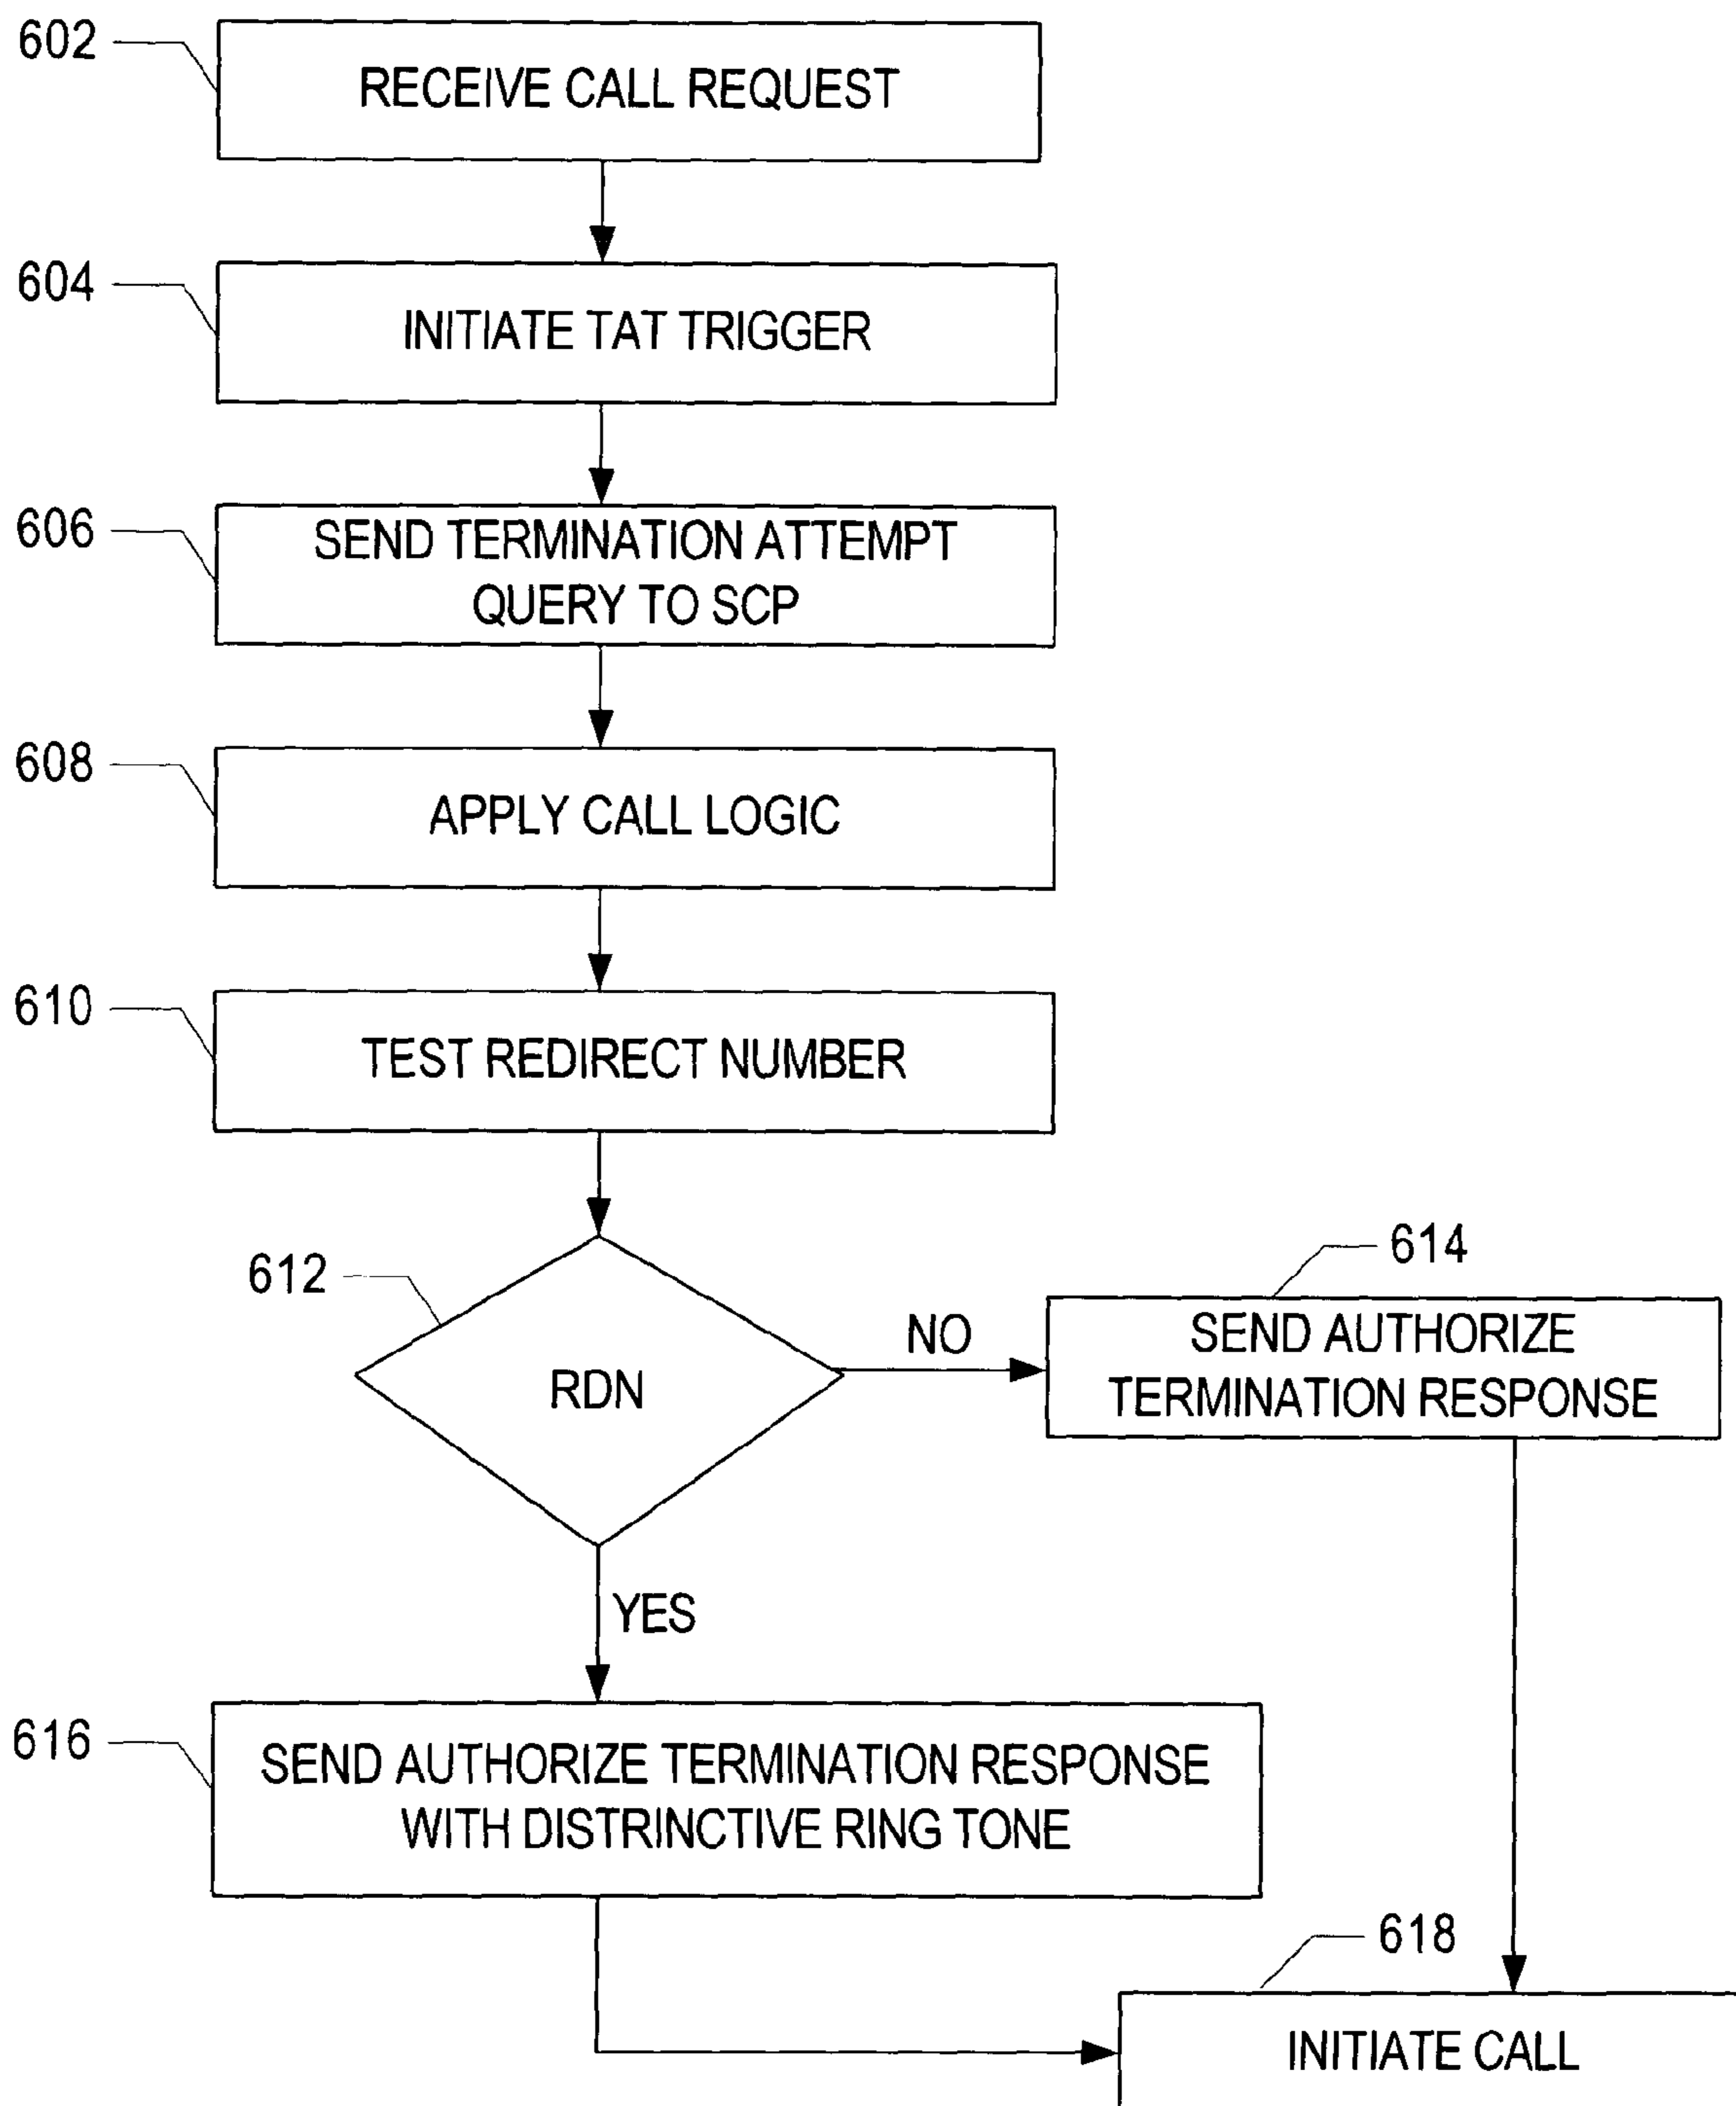 602
RECEIVE CALL REQUEST
604
INITIATE TAT TRIGGER
606
SEND TERMINATION ATTEMPT
QUERY TO SCP
608
APPLY CALL LOGIC
610
TEST REDIRECT NUMBER
612
RDN
NO
614
SEND AUTHORIZE
TERMINATION RESPONSE
YES
616
SEND AUTHORIZE TERMINATION RESPONSE
WITH DISTRINCTIVE RING TONE
618
INITIATE CALL